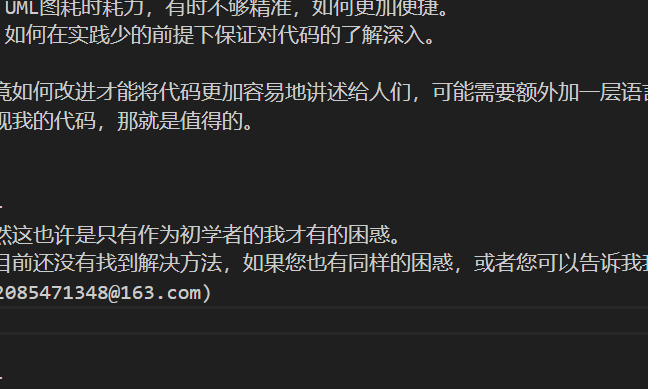 UML图耗时耗力，有时不够精准，如何更加便捷。
如何在实践少的前提下保证对代码的了解深入。
竟如何改进才能将代码更加容易地讲述给人们，可能需要额外加一层语言
现我的代码，那就是值得的。
然这也许是只有作为初学者的我才有的困惑。
目前还没有找到解决方法，如果您也有同样的困惑，或者您可以告诉我我
2085471348@163.com)